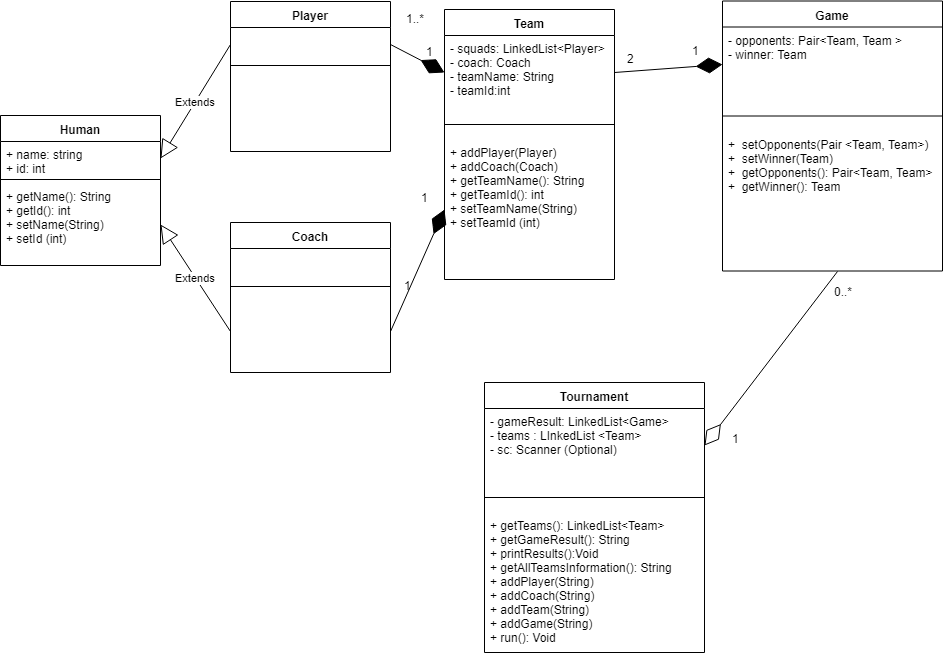 Player
1..*
1
Team
- squads: LinkedList<Player>
- coach: Coach
- teamName: String
- teamId:int
+ addPlayer(Player)
+ addCoach(Coach)
+ getTeamName(): String
+ getTeamId(): int
+ setTeamName(String)
+ setTeamId (int)
2
1
Game
- opponents: Pair<Team, Team >
- winner: Team
+ setOpponents(Pair <Team, Team>)
+ setWinner(Team)
+ getOpponents(): Pair<Team, Team>
+ getWinner(): Team
Extends
Human
+ name: string
+ id: int
+ getName(): String
+ getId(): int
+ setName(String)
+ setId (int)
Extends
Coach
1
1
0..*
1
Tournament
- gameResult: LinkedList<Game>
- teams : LInkedList <Team>
- sc: Scanner (Optional)
+ getTeams(): LinkedList<Team>
+ getGameResult(): String
+ printResults():Void
+ getAllTeamsInformation(): String
+ addPlayer(String)
+ addCoach(String)
+ addTeam(String)
+ addGame(String)
+ run(): Void